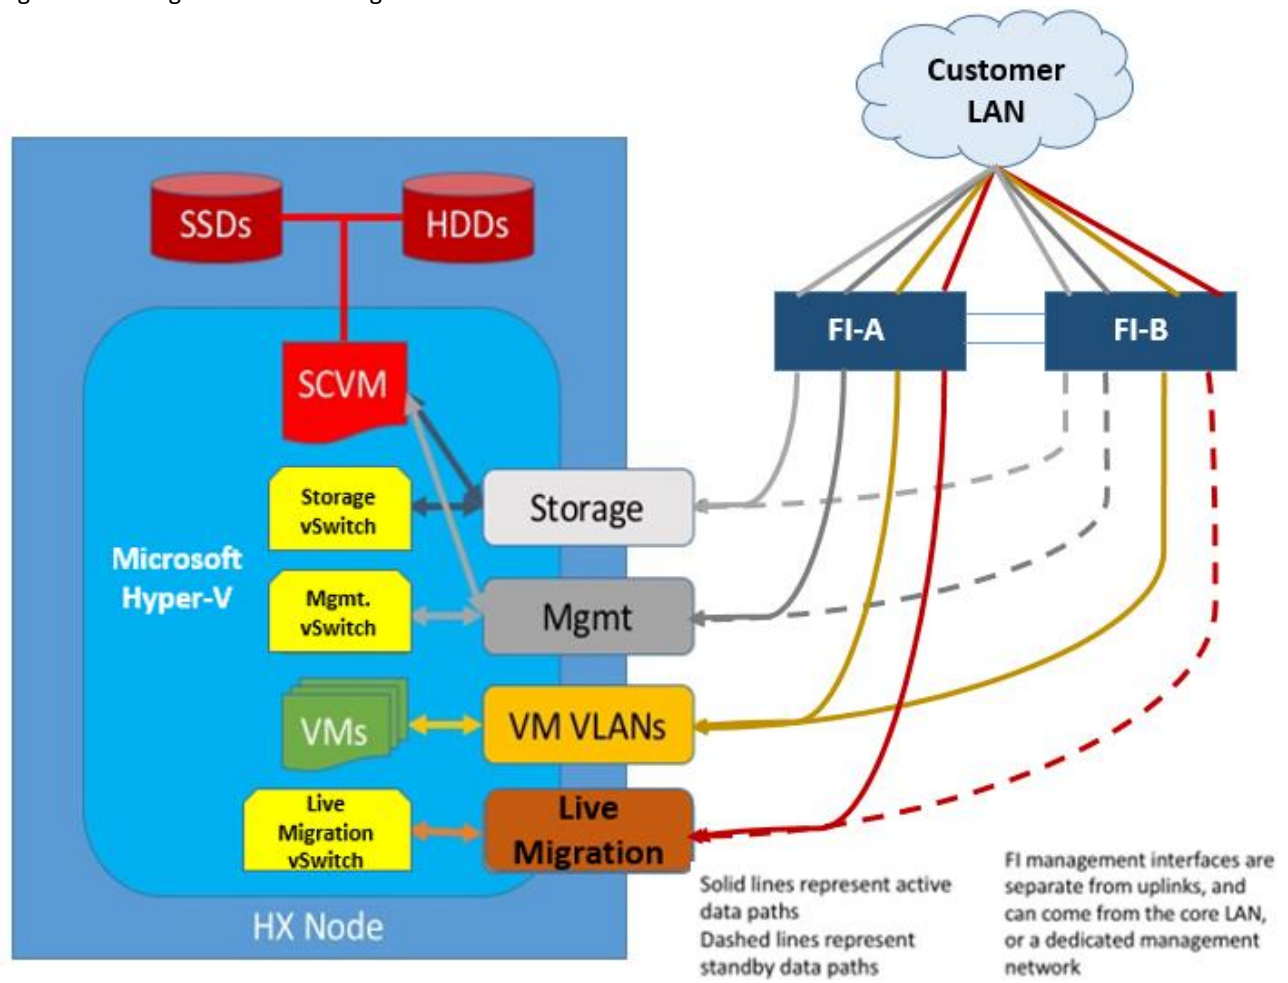 Customer
LAN
SSDs
HDDs
FI-A
FI-B
SCVM
Storage
vSwitch
Storage
Microsoft
Hyper-V
Mgmt.
vSwitch
Mgmt
VMs
VM VLANs
Live
Migration
vSwitch
Live
Migration
HX Node
Solid lines represent active
data paths
Dashed lines represent
standby data paths
FI management interfaces are
separate from uplinks, and
can come from the core LAN,
or a dedicated management
network